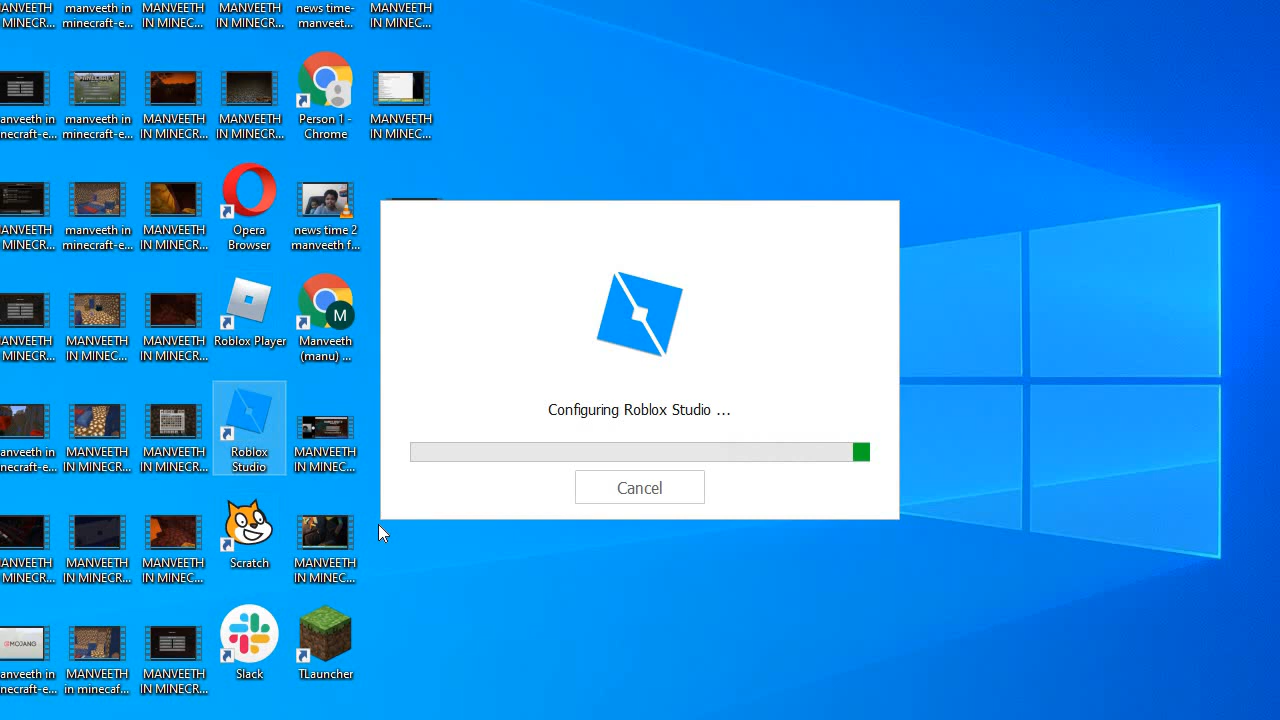 ANVEETH
MINECR...
manveeth in
minecraft-e...
MANVEETH
IN MINECR...
MANVEETH
IN MINECR...
news time-
manveet...
MANVEETH
IN MINEC...
anveeth in
necraft-e...
manveeth in
minecraft-e...
MANVEETH
IN MINECR...
MANVEETH
IN MINECR...
Person 1 -
Chrome
MANVEETH
IN MINEC...
ANVEETH
MINECR...
manveeth in
minecraft-e...
MANVEETH
IN MINECR...
Opera
Browser
news time 2
manveeth f...
anveeth in
necraft-e...
MANVEETH
IN MINEC...
MANVEETH
IN MINECR...
Roblox Player
M
Manveeth
(manu) ...
anveeth in
necraft-e...
MANVEETH
IN MINECR...
MANVEETH
IN MINECR...
Roblox
Studio
MANVEETH
IN MINEC...
ANVEETH
MINECR...
MANVEETH
IN MINECR...
MANVEETH
IN MINECR...
Scratch
MANVEETH
IN MINEC...
MOJANG
anveeth in
necraft-e...
MANVEETH
in minecaf...
MANVEETH
IN MINECR...
Slack
TLauncher
Configuring Roblox Studio ...
Cancel